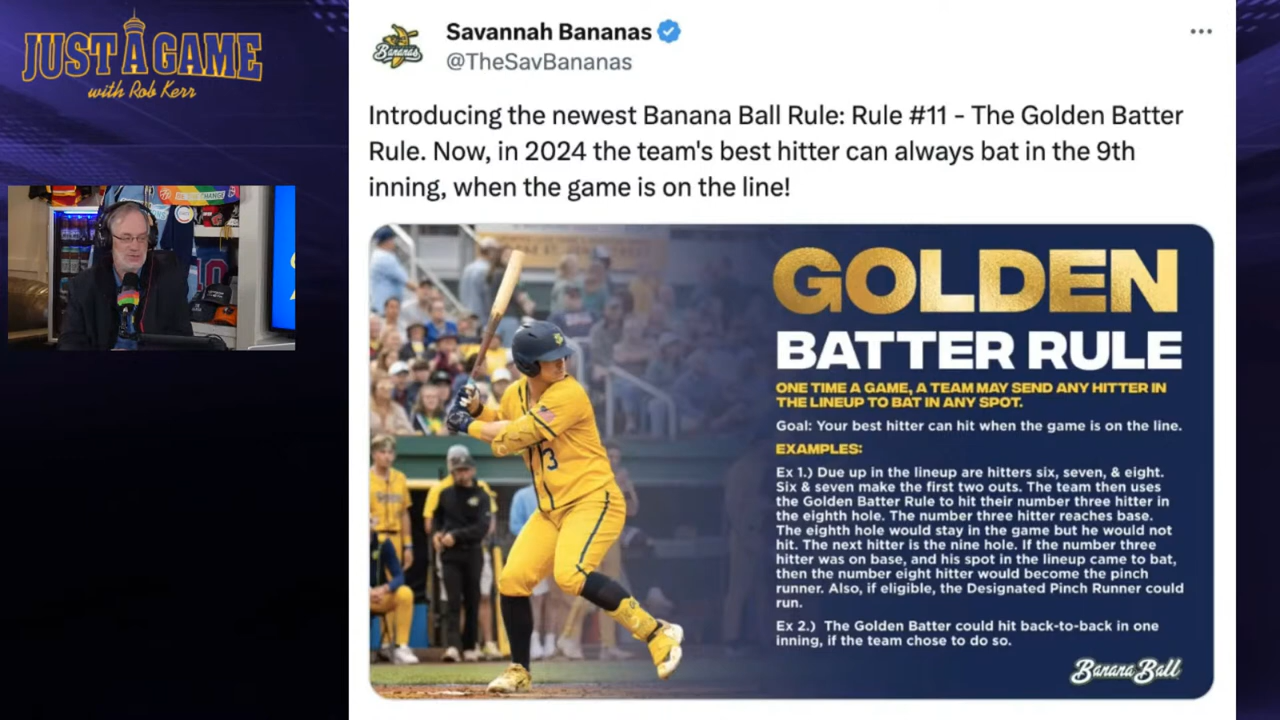 JUST A GAME
with Rob Kerr
Savannah Bananas
@TheSavBananas
Introducing the newest Banana Ball Rule: Rule #11 - The Golden Batter
Rule. Now, in 2024 the team's best hitter can always bat in the 9th
inning, when the game is on the line!
Bananas
GOLDEN
BATTER RULE
ONE TIME A GAME, A TEAM MAY SEND ANY HITTER IN
THE LINEUP TO BAT IN ANY SPOT.
Goal: Your best hitter can hit when the game is on the line.
EXAMPLES:
Ex 1.) Due up in the lineup are hitters six, seven, & eight.
Six & seven make the first two outs. The team then uses
the Golden Batter Rule to hit their number three hitter in
the eighth hole. The number three hitter reaches base.
The eighth hole would stay in the game but he would not
hit. The next hitter is the nine hole. If the number three
hitter was on base, and his spot in the lineup came to bat,
then the number eight hitter would become the pinch
runner. Also, if eligible, the Designated Pinch Runner could
run.
Ex 2.) The Golden Batter could hit back-to-back in one
inning, if the team chose to do so.
Banana Ball
3